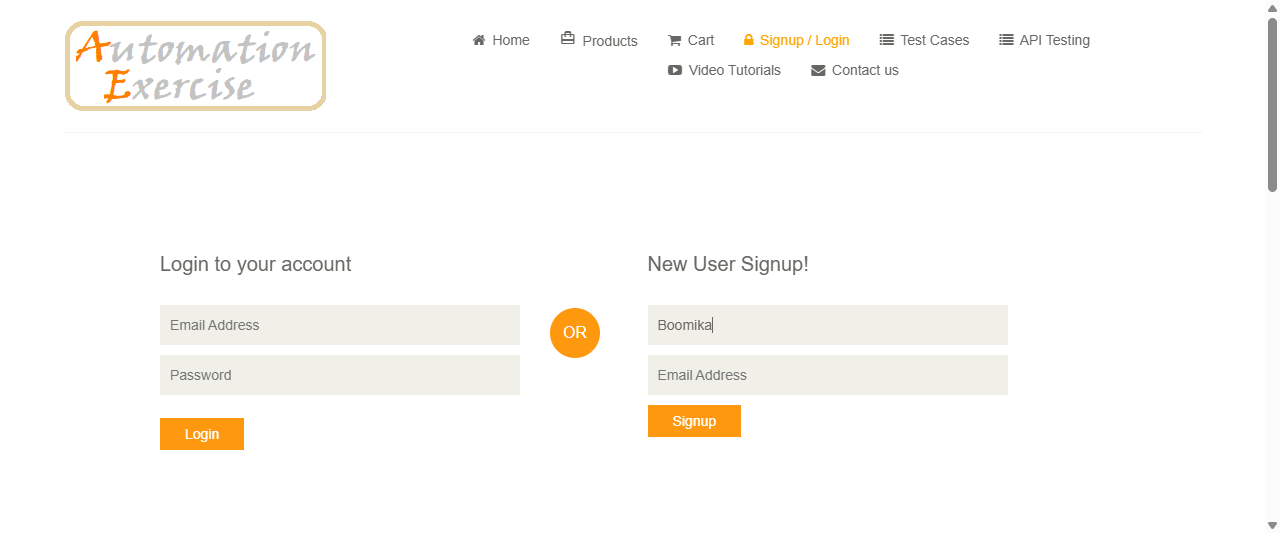 Automation
Exercise
Home Products Cart Signup / Login Test Cases API Testing
Video Tutorials Contact us
Login to your account
Email Address
Password
Login
OR
New User Signup!
Boomika
Email Address
Signup